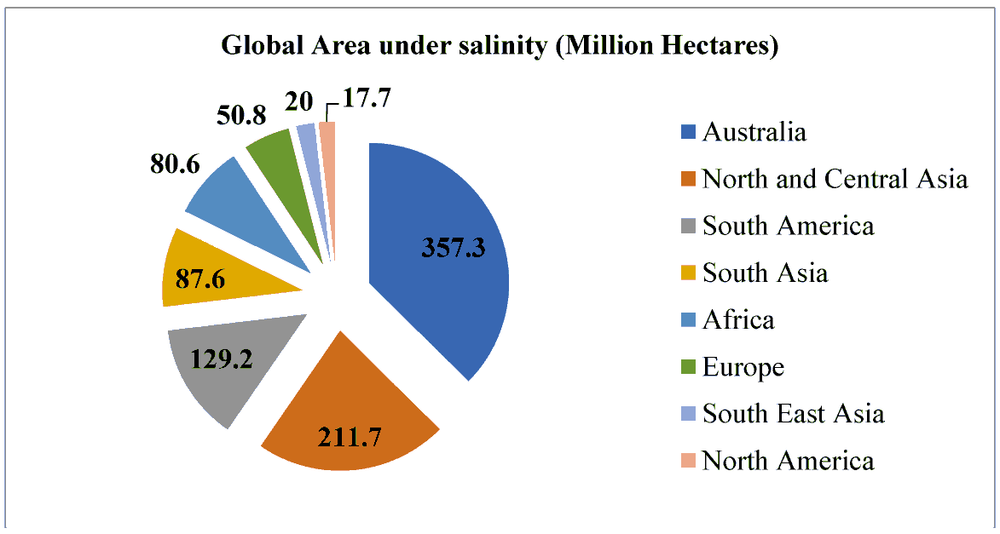 Global Area under salinity (Million Hectares)
17.7
20
50.8
80.6
357.3
87.6
129.2
211.7
Australia
North and Central Asia
South America
South Asia
Africa
Europe
South East Asia
North America